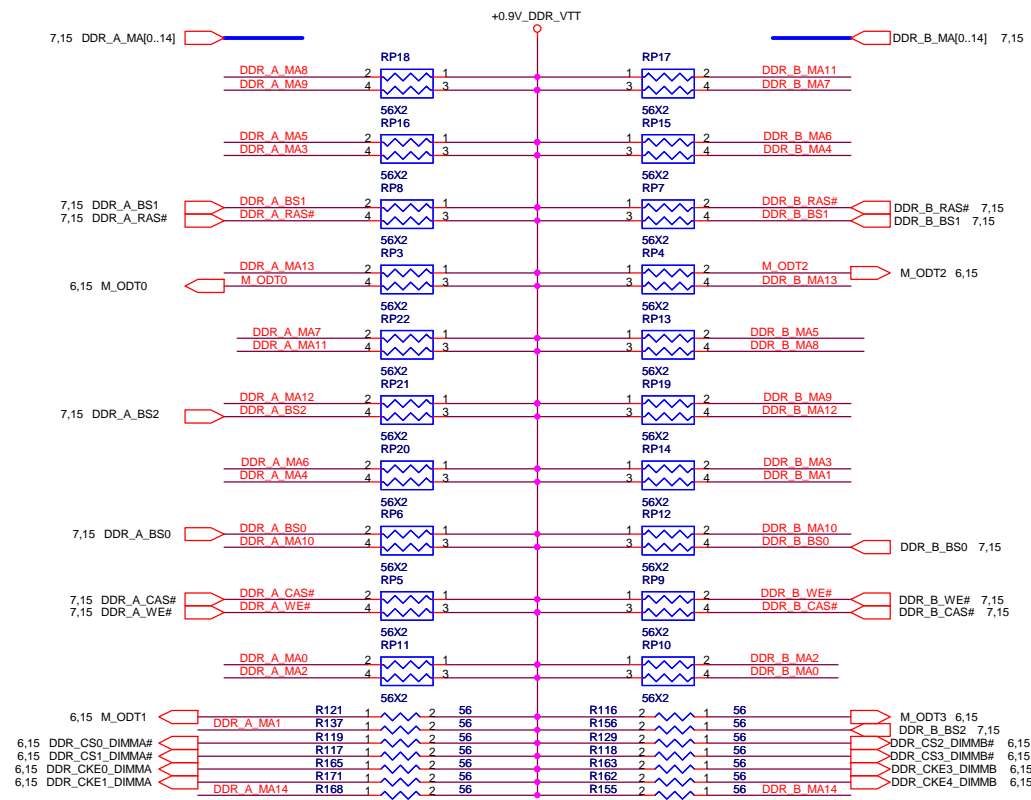 +0.9V_DDR_VTT
7,15 DDR_A_MA[0..14] DDR_B_MA[0..14] 7,15
RP18 RP17
DDR_A_MA8 2 1 1 2 DDR_B_MA11
DDR_A_MA9 4 3 3 4 DDR_B_MA7
56X2 56X2
RP16 RP15
DDR_A_MA5 2 1 1 2 DDR_B_MA6
DDR_A_MA3 4 3 3 4 DDR_B_MA4
56X2 56X2
RP8 RP7
7,15 DDR_A_BS1 DDR_A_BS1 2 1 1 2 DDR_B_RAS# DDR_B_RAS# 7,15
7,15 DDR_A_RAS# DDR_A_RAS# 4 3 3 4 DDR_B_BS1 DDR_B_BS1 7,15
56X2 56X2
RP3 RP4
DDR_A_MA13 2 1 1 2 M_ODT2 M_ODT2 6,15
6,15 M_ODT0 M_ODT0 4 3 3 4 DDR_B_MA13
56X2 56X2
RP22 RP13
DDR_A_MA7 2 1 1 2 DDR_B_MA5
DDR_A_MA11 4 3 3 4 DDR_B_MA8
56X2 56X2
RP21 RP19
DDR_A_MA12 2 1 1 2 DDR_B_MA9
7,15 DDR_A_BS2 DDR_A_BS2 4 3 3 4 DDR_B_MA12
56X2 56X2
RP20 RP14
DDR_A_MA6 2 1 1 2 DDR_B_MA3
DDR_A_MA4 4 3 3 4 DDR_B_MA1
56X2 56X2
RP6 RP12
7,15 DDR_A_BS0 DDR_A_BS0 2 1 1 2 DDR_B_MA10
DDR_A_MA10 4 3 3 4 DDR_B_BS0 DDR_B_BS0 7,15
56X2 56X2
RP5 RP9
7,15 DDR_A_CAS# DDR_A_CAS# 2 1 1 2 DDR_B_WE# DDR_B_WE# 7,15
7,15 DDR_A_WE# DDR_A_WE# 4 3 3 4 DDR_B_CAS# DDR_B_CAS# 7,15
56X2 56X2
RP11 RP10
DDR_A_MA0 2 1 1 2 DDR_B_MA2
DDR_A_MA2 4 3 3 4 DDR_B_MA0
56X2 56X2
6,15 M_ODT1 R121 1 2 56 R116 2 1 56 M_ODT3 6,15
DDR_A_MA1 R137 1 2 56 R156 2 1 56 DDR_B_BS2 7,15
6,15 DDR_CS0_DIMMA# R119 1 2 56 R129 2 1 56 DDR_CS2_DIMMB# 6,15
6,15 DDR_CS1_DIMMA# R117 1 2 56 R118 2 1 56 DDR_CS3_DIMMB# 6,15
6,15 DDR_CKE0_DIMMA R165 1 2 56 R163 2 1 56 DDR_CKE3_DIMMB 6,15
6,15 DDR_CKE1_DIMMA R171 1 2 56 R162 2 1 56 DDR_CKE4_DIMMB 6,15
DDR_A_MA14 R168 1 2 56 R155 2 1 56 DDR_B_MA14